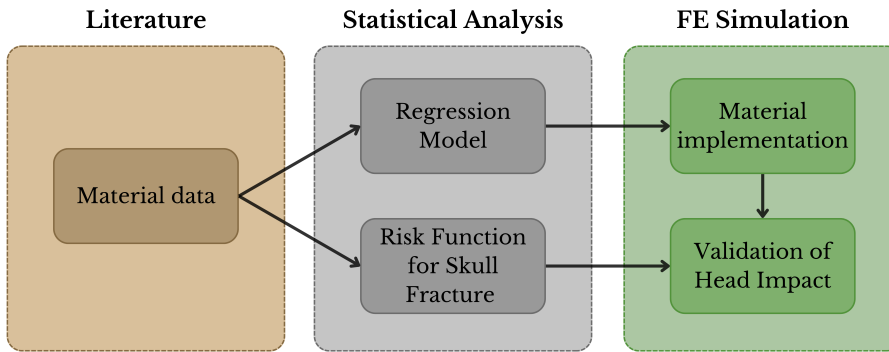 Literature
Statistical Analysis
FE Simulation
Material data
Regression
Model
Risk Function
for Skull
Fracture
Material
implementation
Validation of
Head Impact